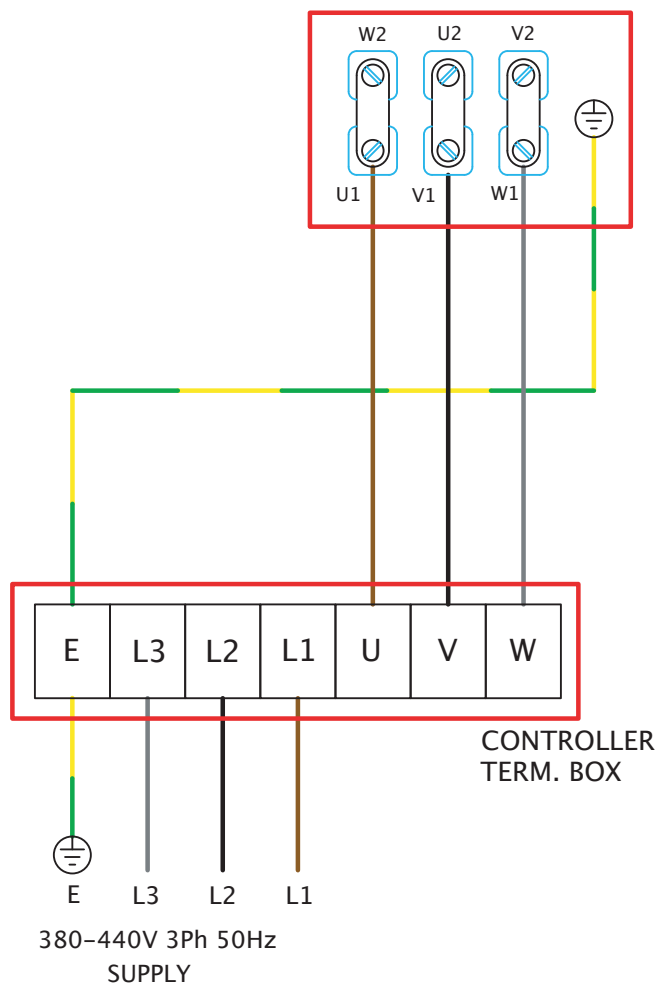 W2 U2 V2
U1 V1 W1
E L3 L2 L1 U V W
CONTROLLER
TERM. BOX
E L3 L2 L1
380-440V 3Ph 50Hz
SUPPLY